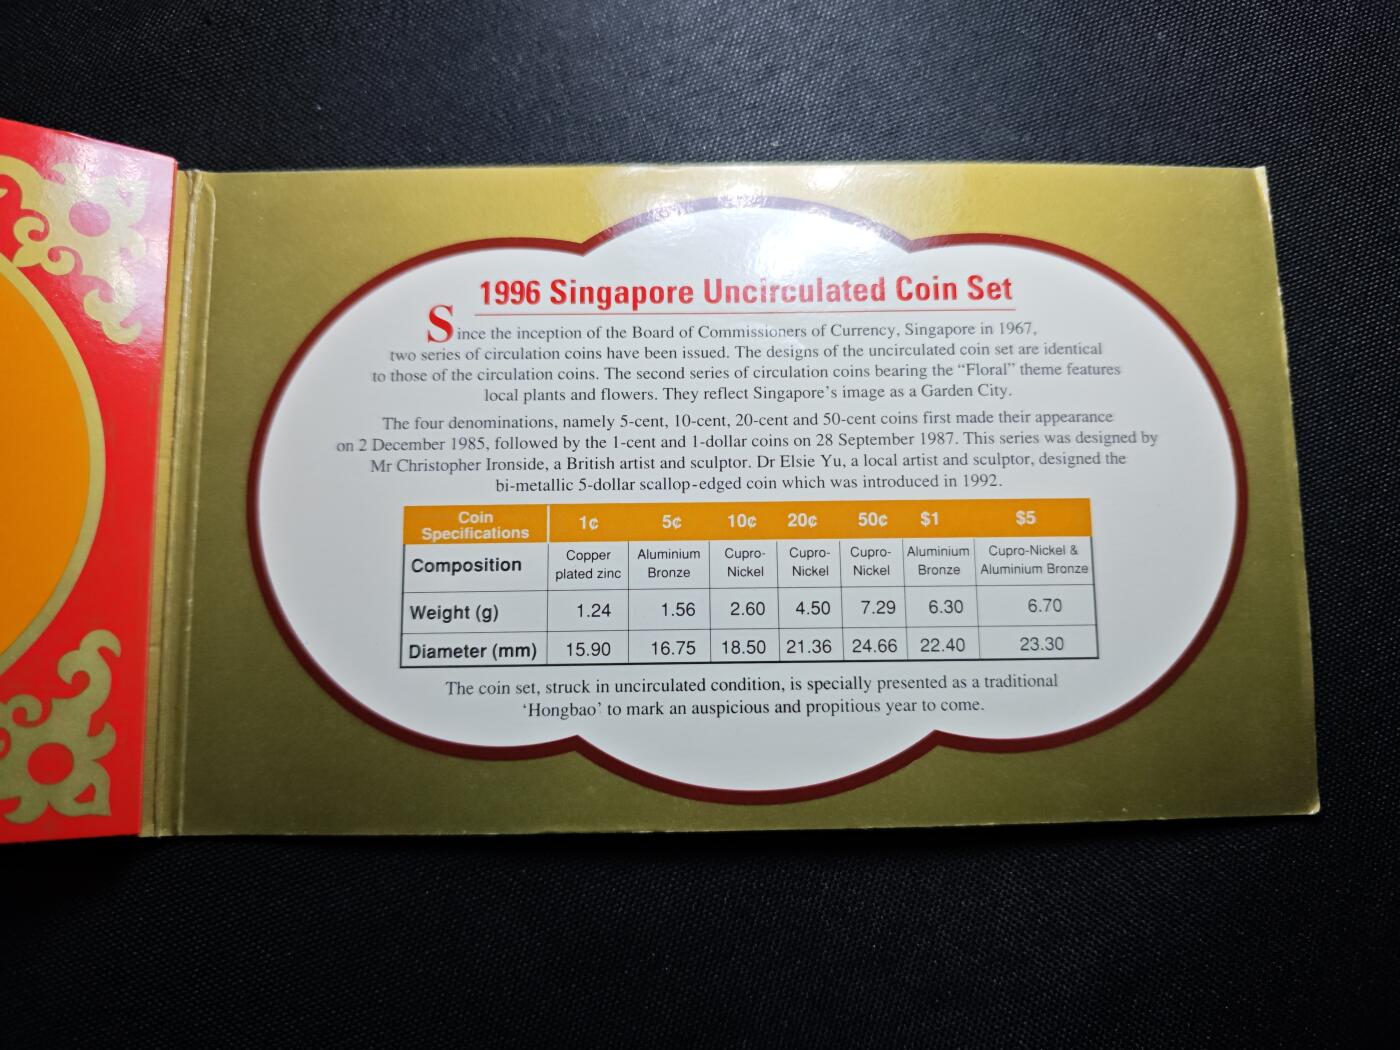 1996 Singapore Uncirculated Coin Set
Since the inception of the Board of Commissioners of Currency, Singapore in 1967,
two series of circulation coins have been issued. The designs of the uncirculated coin set are identical
to those of the circulation coins. The second series of circulation coins bearing the “Floral” theme features
local plants and flowers. They reflect Singapore's image as a Garden City.
The four denominations, namely 5-cent, 10-cent, 20-cent and 50-cent coins first made their appearance
on 2 December 1985, followed by the 1-cent and 1-dollar coins on 28 September 1987. This series was designed by
Mr Christopher Ironside, a British artist and sculptor. Dr Elsie Yu, a local artist and sculptor, designed the
bi-metallic 5-dollar scallop-edged coin which was introduced in 1992.
Coin Specifications 1¢ 5¢ 10¢ 20¢ 50¢ $1 $5
Composition Copper plated zinc Aluminium Bronze Cupro-Nickel Cupro-Nickel Cupro-Nickel Aluminium Bronze Cupro-Nickel & Aluminium Bronze
Weight (g) 1.24 1.56 2.60 4.50 7.29 6.30 6.70
Diameter (mm) 15.90 16.75 18.50 21.36 24.66 22.40 23.30
The coin set, struck in uncirculated condition, is specially presented as a traditional
‘Hongbao’ to mark an auspicious and propitious year to come.